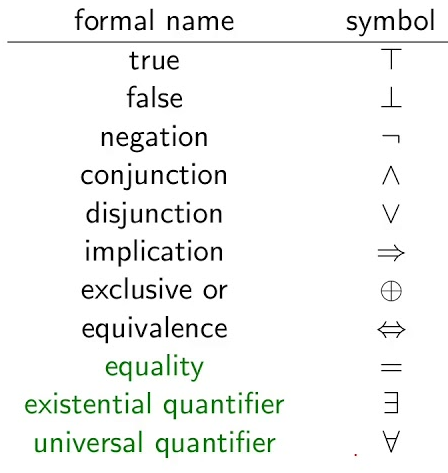 formal name symbol
true ⊤
false ⊥
negation ¬
conjunction ∧
disjunction ∨
implication ⇒
exclusive or ⊕
equivalence ⇔
equality =
existential quantifier ∃
universal quantifier ∀